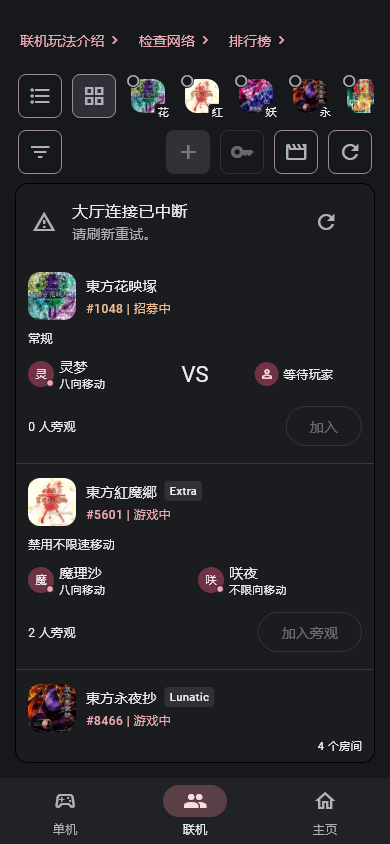 联机玩法介绍 检查网络 排行榜
花 红 妖 永
大厅连接已中断
请刷新重试。
東方花映塚
#1048 | 招募中
常规
灵 灵梦 VS 等待玩家
八向移动
0 人旁观 加入
東方紅魔郷 Extra
#5601 | 游戏中
禁用不限速移动
魔 魔理沙 咲 咲夜
八向移动 不限向移动
2 人旁观 加入旁观
東方永夜抄 Lunatic
#8466 | 游戏中
4 个房间
单机 联机 主页